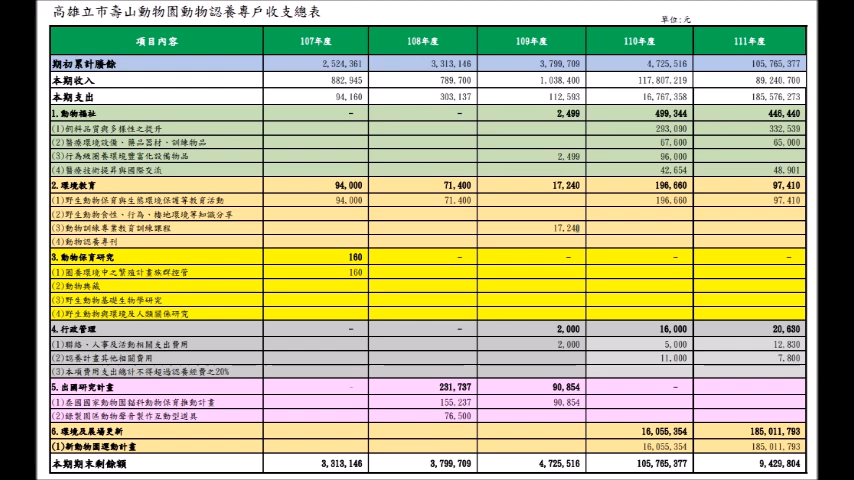 高雄市立壽山動物園動物認養專戶收支總表
單位:元
項目內容 107年度 108年度 109年度 110年度 111年度
期初累計賸餘 2,524,361 3,313,146 3,799,709 4,725,516 105,765,377
本期收入 882,945 789,700 1,038,400 117,807,219 89,240,700
本期支出 94,160 303,137 112,593 16,767,358 185,576,273
1.動物福祉 - - 2,499 499,344 446,440
(1)飼料品質與多樣性之提升 293,090 332,539
(2)醫療環境設備、藥品器材、訓練物品 67,600 65,000
(3)行為緻圈養環境豐富化設備物品 2,499 96,000
(4)醫療技術提昇與國際交流 42,654 48,901
2.環境教育 94,000 71,400 17,240 196,660 97,410
(1)野生動物保育與生態環境保護等教育活動 94,000 71,400 196,660 97,410
(2)野生動物食性、行為、棲地環境等知識分享
(3)動物訓練專業教育訓練課程 17,240
(4)動物認養專刊
3.動物保育研究 160 - - - -
(1)圈養環境中之繁殖計畫族群控管 160
(2)動物典藏
(3)野生動物基礎生物學研究
(4)野生動物與環境及人類關係研究
4.行政管理 - - 2,000 16,000 20,630
(1)聯絡、人事及活動相關支出費用 2,000 5,000 12,830
(2)認養計畫其他相關費用 11,000 7,800
(3)本項費用支出總計不得超過認養經費之20%
5.出國研究計畫 - 231,737 90,854 -
(1)泰國國家動物園貓科動物保育推動計畫 155,237 90,854
(2)錄製園區動物聲音製作互動型道具 76,500
6.環境及展場更新 16,055,354 185,011,793
(1)新動物園運動計畫 16,055,354 185,011,793
本期期末剩餘額 3,313,146 3,799,709 4,725,516 105,765,377 9,429,804